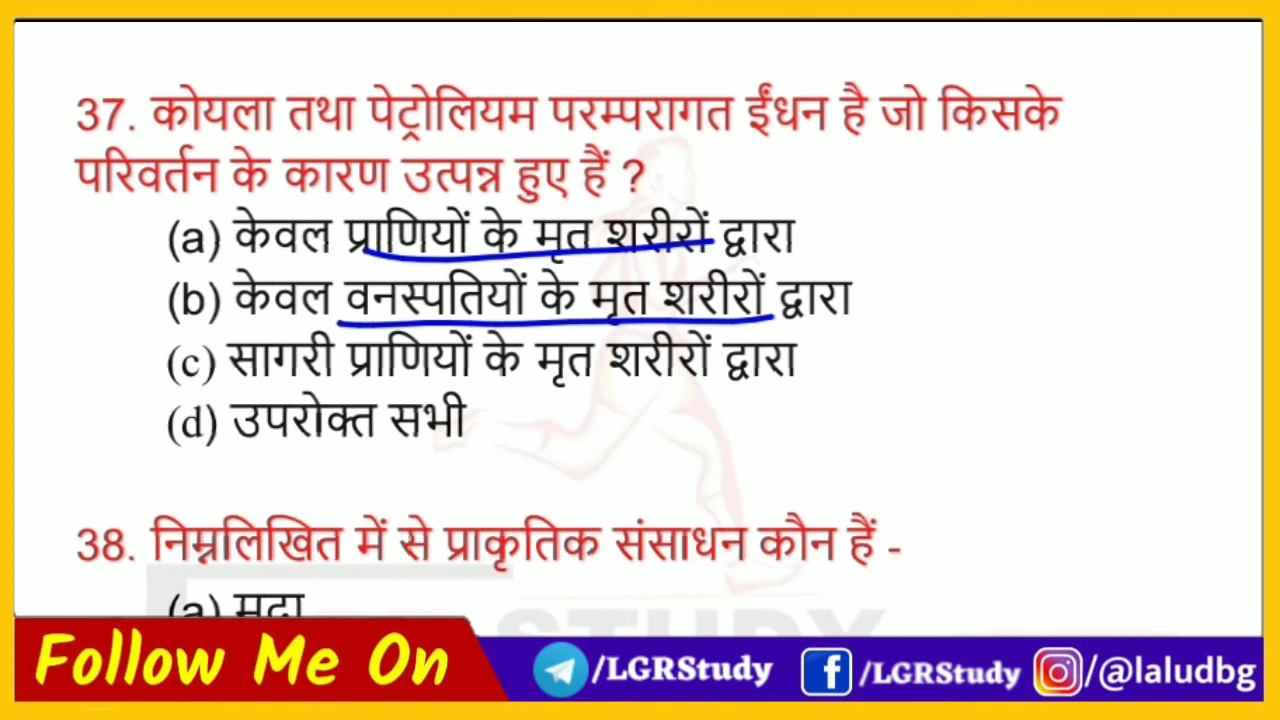 37. कोयला तथा पेट्रोलियम परम्परागत ईंधन है जो किसके
परिवर्तन के कारण उत्पन्न हुए हैं ?
(a) केवल प्राणियों के मृत शरीरों द्वारा
(b) केवल वनस्पतियों के मृत शरीरों द्वारा
(c) सागरी प्राणियों के मृत शरीरों द्वारा
(d) उपरोक्त सभी
38. निम्नलिखित में से प्राकृतिक संसाधन कौन हैं -
(a) मृदा
STUDY
Follow Me On
/LGRStudy
/LGRStudy
/@laludbg